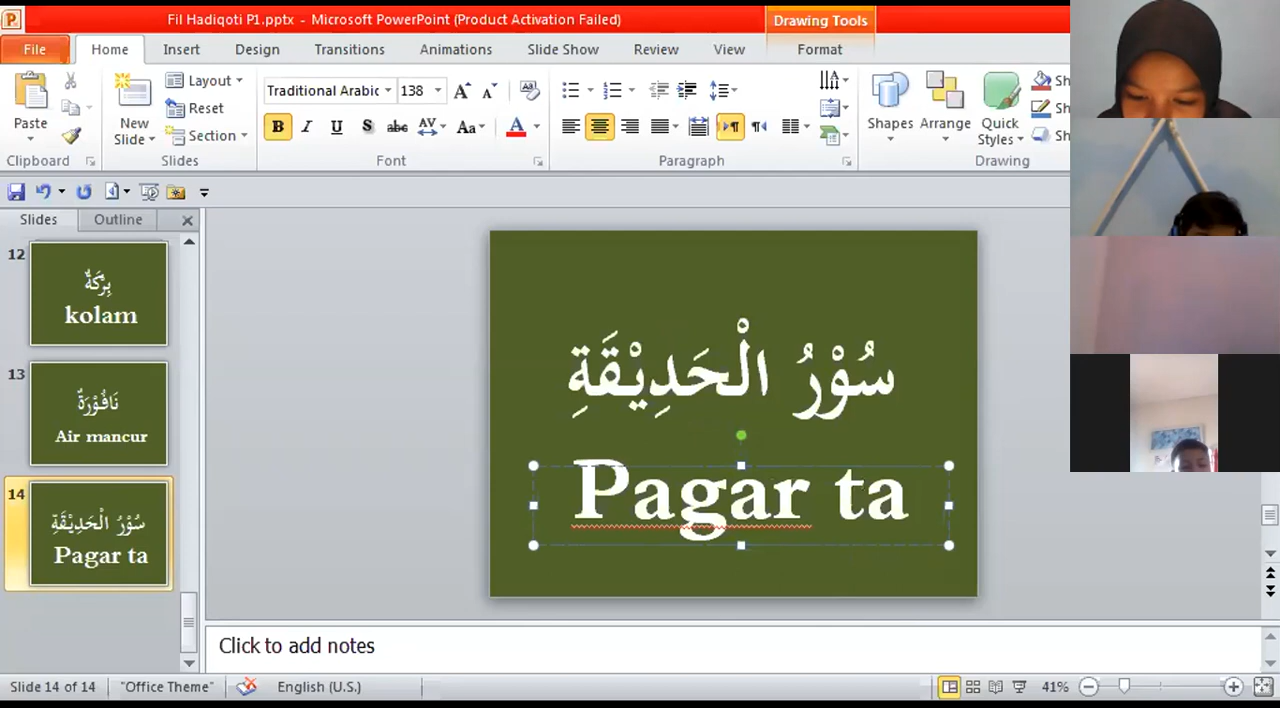 Fil Hadiqoti P1.pptx - Microsoft PowerPoint (Product Activation Failed)
Drawing Tools
File Home Insert Design Transitions Animations Slide Show Review View Format
Paste
New Slide
Layout
Reset
Section
Traditional Arabic 138
Shapes Arrange Quick Styles
Sh
Sh
Sh
Clipboard Slides Font Paragraph Drawing
Slides Outline
12
بِرْكَةٌ
kolam
13
نَافُوْرَةٌ
Air mancur
14
سُوْرُ الْحَدِيْقَةِ
Pagar ta
سُوْرُ الْحَدِيْقَةِ
Pagar ta
Click to add notes
Slide 14 of 14 "Office Theme" English (U.S.) 41%